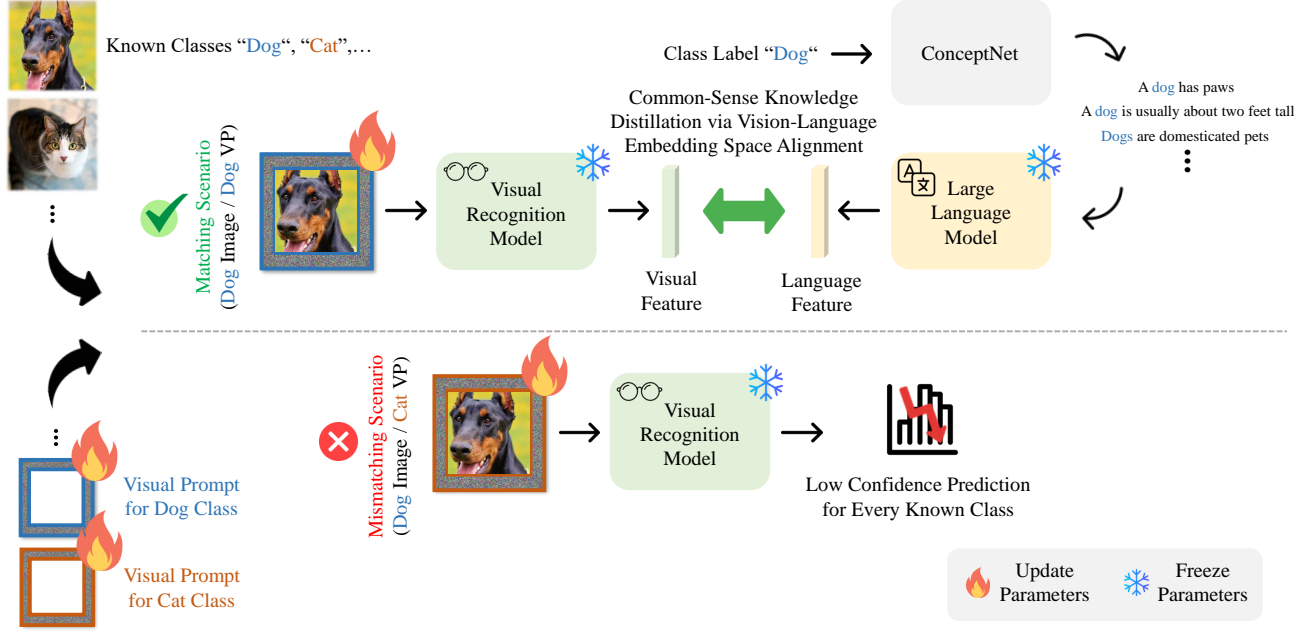 Known Classes “Dog“, “Cat”,…
Class Label “Dog“
ConceptNet
A dog has paws
A dog is usually about two feet tall
Dogs are domesticated pets
Common-Sense Knowledge
Distillation via Vision-Language
Embedding Space Alignment
Matching Scenario
(Dog Image / Dog VP)
Visual
Recognition
Model
Visual
Feature
Language
Feature
A
文
Large
Language
Model
Mismatching Scenario
(Dog Image / Cat VP)
Visual
Recognition
Model
Low Confidence Prediction
for Every Known Class
Visual Prompt
for Dog Class
Visual Prompt
for Cat Class
Update
Parameters
Freeze
Parameters